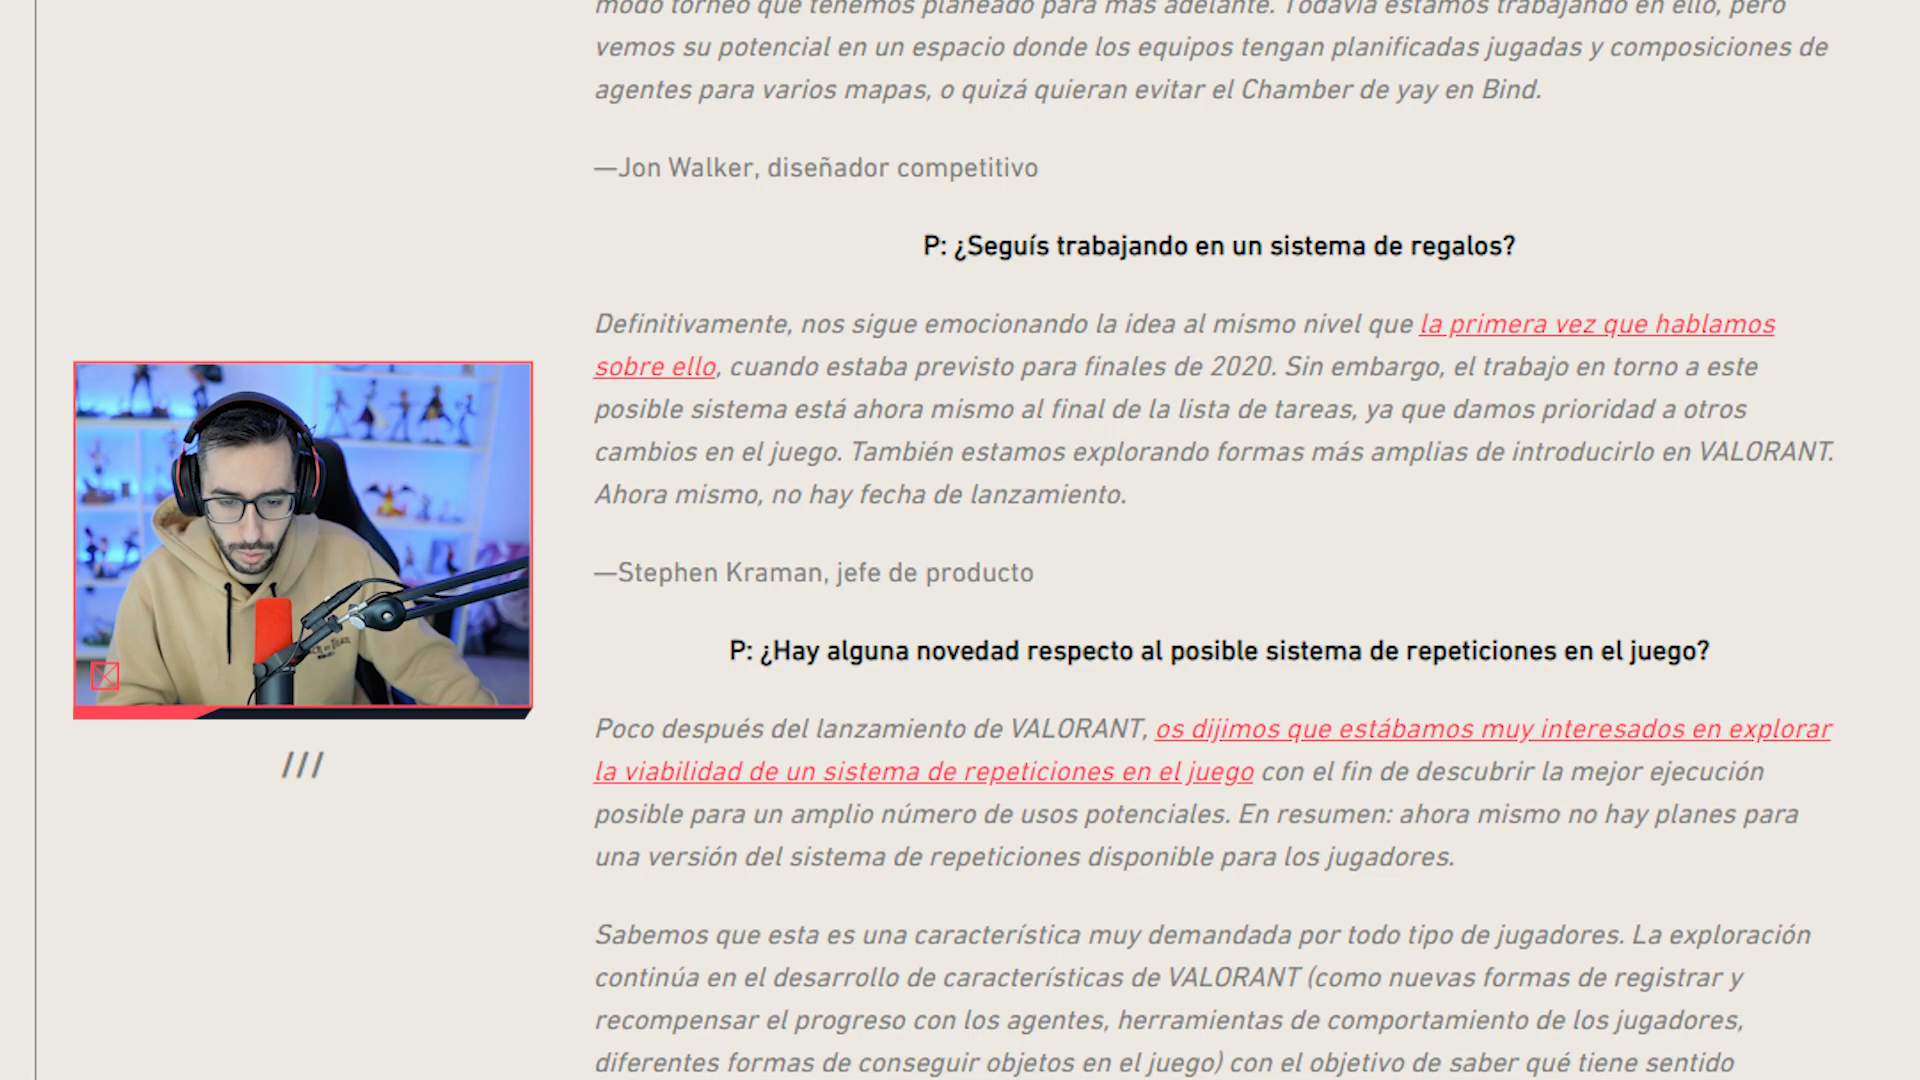 modo torneo que tenemos planeado para más adelante. Todavía estamos trabajando en ello, pero
vemos su potencial en un espacio donde los equipos tengan planificadas jugadas y composiciones de
agentes para varios mapas, o quizá quieran evitar el Chamber de yay en Bind.
—Jon Walker, diseñador competitivo
P: ¿Seguís trabajando en un sistema de regalos?
Definitivamente, nos sigue emocionando la idea al mismo nivel que la primera vez que hablamos
sobre ello, cuando estaba previsto para finales de 2020. Sin embargo, el trabajo en torno a este
posible sistema está ahora mismo al final de la lista de tareas, ya que damos prioridad a otros
cambios en el juego. También estamos explorando formas más amplias de introducirlo en VALORANT.
Ahora mismo, no hay fecha de lanzamiento.
—Stephen Kraman, jefe de producto
P: ¿Hay alguna novedad respecto al posible sistema de repeticiones en el juego?
Poco después del lanzamiento de VALORANT, os dijimos que estábamos muy interesados en explorar
la viabilidad de un sistema de repeticiones en el juego con el fin de descubrir la mejor ejecución
posible para un amplio número de usos potenciales. En resumen: ahora mismo no hay planes para
una versión del sistema de repeticiones disponible para los jugadores.
Sabemos que esta es una característica muy demandada por todo tipo de jugadores. La exploración
continúa en el desarrollo de características de VALORANT (como nuevas formas de registrar y
recompensar el progreso con los agentes, herramientas de comportamiento de los jugadores,
diferentes formas de conseguir objetos en el juego) con el objetivo de saber qué tiene sentido
///